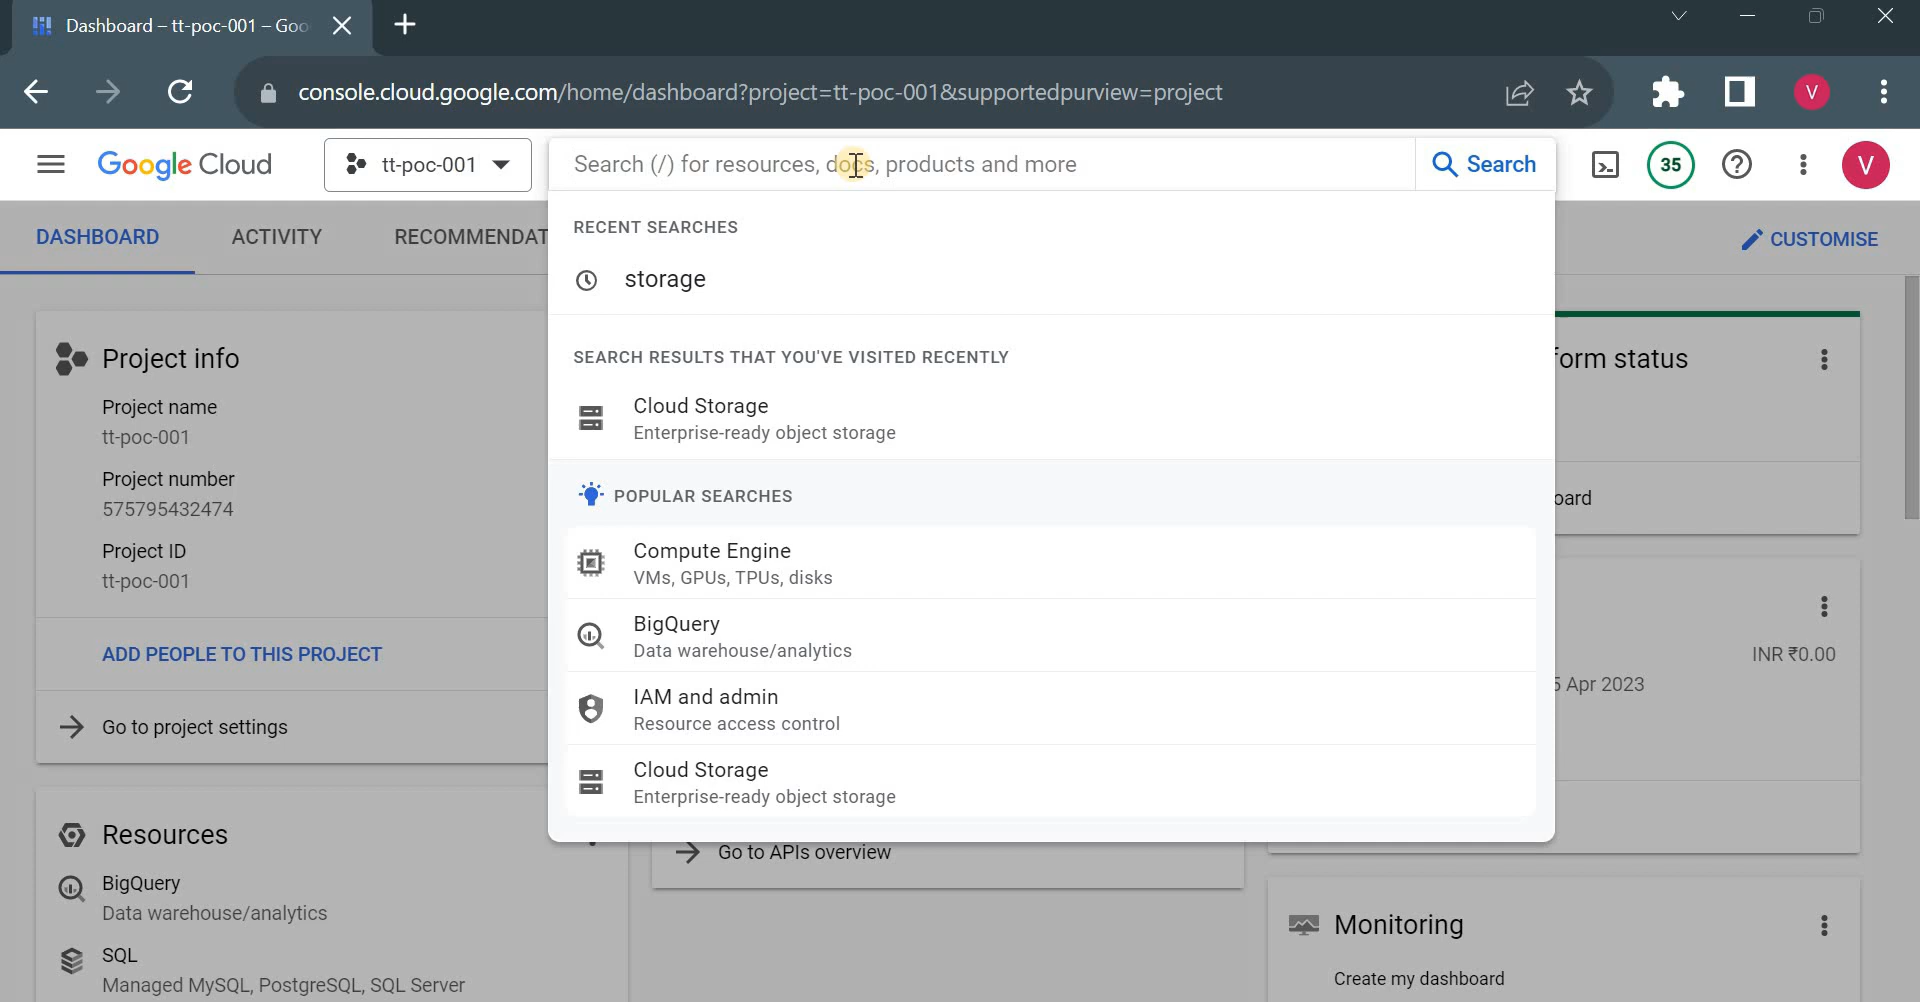 Dashboard – tt-poc-001 – Goo
console.cloud.google.com/home/dashboard?project=tt-poc-001&supportedpurview=project
V
Google Cloud
tt-poc-001
Search (/) for resources, docs, products and more
Search
35
V
DASHBOARD
ACTIVITY
RECOMMENDAT
CUSTOMISE
RECENT SEARCHES
storage
SEARCH RESULTS THAT YOU'VE VISITED RECENTLY
Cloud Storage
Enterprise-ready object storage
POPULAR SEARCHES
Compute Engine
VMs, GPUs, TPUs, disks
BigQuery
Data warehouse/analytics
IAM and admin
Resource access control
Cloud Storage
Enterprise-ready object storage
Project info
Project name
tt-poc-001
Project number
575795432474
Project ID
tt-poc-001
ADD PEOPLE TO THIS PROJECT
Go to project settings
Resources
BigQuery
Data warehouse/analytics
SQL
Managed MySQL, PostgreSQL, SQL Server
Go to APIs overview
form status
oard
INR ₹0.00
5 Apr 2023
Monitoring
Create my dashboard